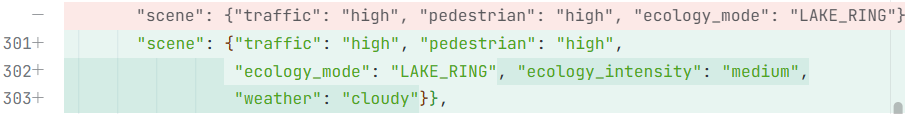 — "scene": {"traffic": "high", "pedestrian": "high", "ecology_mode": "LAKE_RING"}
301+ "scene": {"traffic": "high", "pedestrian": "high",
302+ "ecology_mode": "LAKE_RING", "ecology_intensity": "medium",
303+ "weather": "cloudy"}},